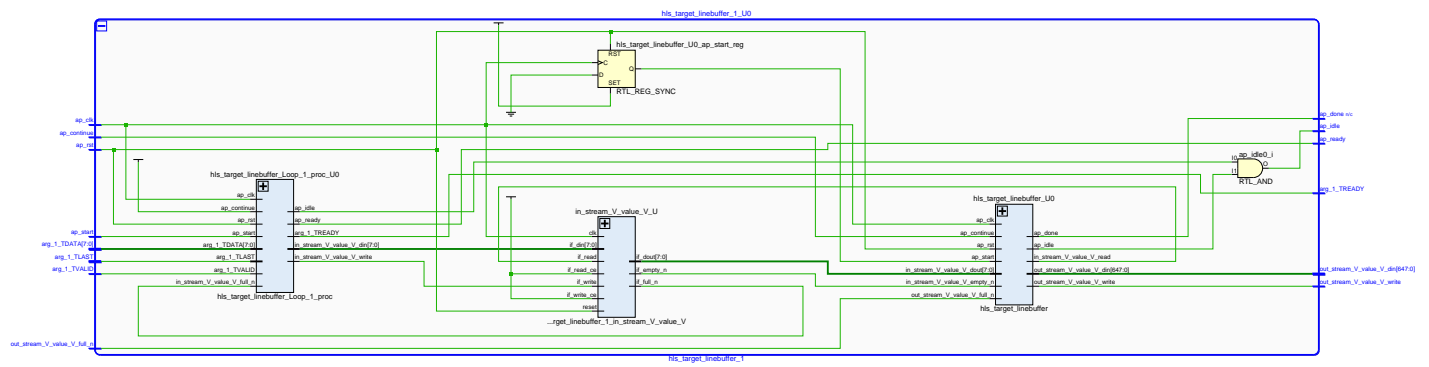 hls_target_linebuffer_1_U0
hls_target_linebuffer_U0_ap_start_reg
RST
C
D
Q
SET
RTL_REG_SYNC
ap_clk
ap_continue
ap_rst
ap_start
arg_1_TDATA[7:0]
arg_1_TLAST
arg_1_TVALID
out_stream_V_value_V_full_n
hls_target_linebuffer_Loop_1_proc_U0
ap_clk
ap_continue
ap_rst
ap_start
arg_1_TDATA[7:0]
arg_1_TLAST
arg_1_TVALID
in_stream_V_value_V_full_n
ap_idle
ap_ready
arg_1_TREADY
in_stream_V_value_V_din[7:0]
in_stream_V_value_V_write
hls_target_linebuffer_Loop_1_proc
in_stream_V_value_V_U
clk
if_din[7:0]
if_read
if_read_ce
if_write
if_write_ce
reset
if_dout[7:0]
if_empty_n
if_full_n
...rget_linebuffer_1_in_stream_V_value_V
hls_target_linebuffer_U0
ap_clk
ap_continue
ap_rst
ap_start
in_stream_V_value_V_dout[7:0]
in_stream_V_value_V_empty_n
out_stream_V_value_V_full_n
ap_done
ap_idle
in_stream_V_value_V_read
out_stream_V_value_V_din[647:0]
out_stream_V_value_V_write
hls_target_linebuffer
ap_idle0_i
I0
I1
O
RTL_AND
ap_done n/c
ap_idle
ap_ready
arg_1_TREADY
out_stream_V_value_V_din[647:0]
out_stream_V_value_V_write
hls_target_linebuffer_1